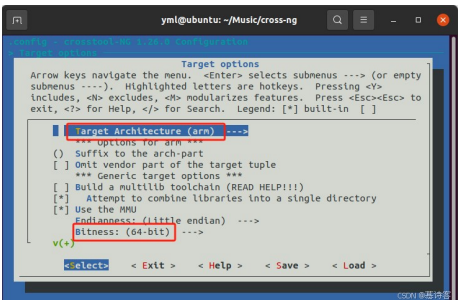 yml@ubuntu: ~/Music/cross-ng
.config - crosstool-NG 1.26.0 Configuration
> Target options
Target options
Arrow keys navigate the menu.  <Enter> selects submenus ---> (or empty
submenus ----).  Highlighted letters are hotkeys.  Pressing <Y>
includes, <N> excludes, <M> modularizes features.  Press <Esc><Esc> to
exit, <?> for Help, </> for Search.  Legend: [*] built-in  [ ]
Target Architecture (arm)  --->
*** Options for arm ***
()  Suffix to the arch-part
[ ] Omit vendor part of the target tuple
*** Generic target options ***
[ ] Build a multilib toolchain (READ HELP!!!)
[*]   Attempt to combine libraries into a single directory
[*] Use the MMU
Endianness: (Little endian)  --->
Bitness: (64-bit)  --->
v(+)
<Select>    < Exit >    < Help >    < Save >    < Load >
CSDN @墓诗客